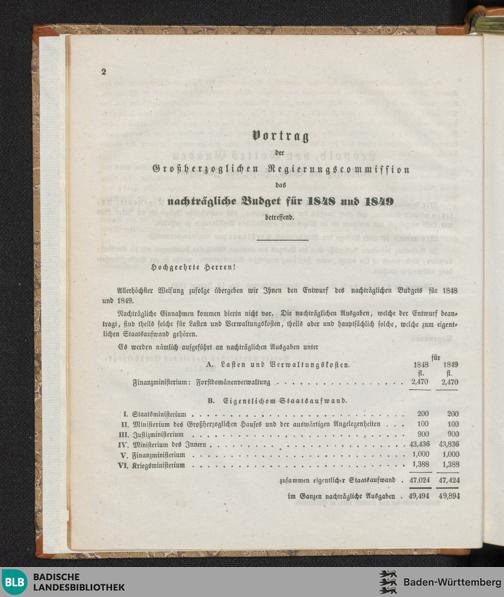 2
Vortrag
der
Großherzoglichen Regierungscommission
das
nachträgliche Budget für 1848 und 1849
betreffend.
Hochgeehrte Herren!
Allerhöchster Weisung zufolge übergeben wir Ihnen den Entwurf des nachträglichen Budgets für 1848
und 1849.
Nachträgliche Einnahmen kommen hierin nicht vor. Die nachträglichen Ausgaben, welche der Entwurf bean-
tragt, sind theils solche für Lasten und Verwaltungskosten, theils aber und hauptsächlich solche, welche zum eigent-
lichen Staatsaufwand gehören.
Es werden nämlich aufgeführt an nachträglichen Ausgaben unter
für
A. Lasten und Verwaltungskosten. 1848 1849
fl. fl.
Finanzministerium: Forstdomänenverwaltung . . . . . . . . . . . . 2,470 2,470
B. Eigentlichem Staatsaufwand.
I. Staatsministerium . . . . . . . . . . . . . . . . . . . . 200 200
II. Ministerium des Großherzoglichen Hauses und der auswärtigen Angelegenheiten . . . 100 100
III. Justizministerium . . . . . . . . . . . . . . . . . . . . 900 900
IV. Ministerium des Innern . . . . . . . . . . . . . . . . . . 43,436 43,836
V. Finanzministerium . . . . . . . . . . . . . . . . . . . . 1,000 1,000
VI. Kriegsministerium . . . . . . . . . . . . . . . . . . . . 1,388 1,388
zusammen eigentlicher Staatsaufwand . 47,024 47,424
im Ganzen nachträgliche Ausgaben . 49,494 49,894
BLB BADISCHE
LANDESBIBLIOTHEK
Baden-Württemberg